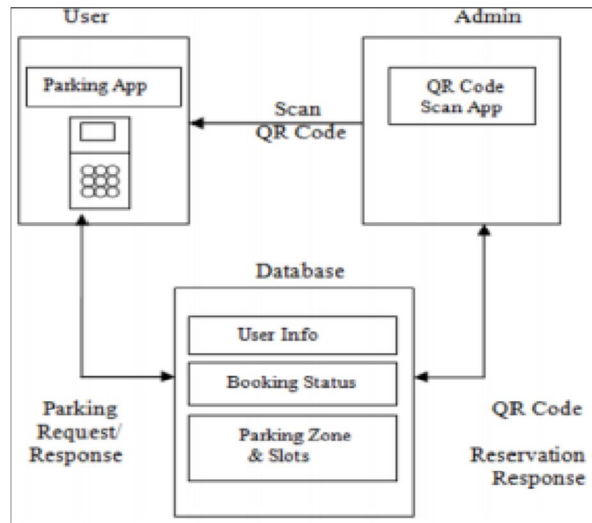 User
Admin
Parking App
QR Code
Scan App
Scan
QR Code
Database
User Info
Booking Status
Parking Zone
& Slots
Parking
Request/
Response
QR Code
Reservation
Response